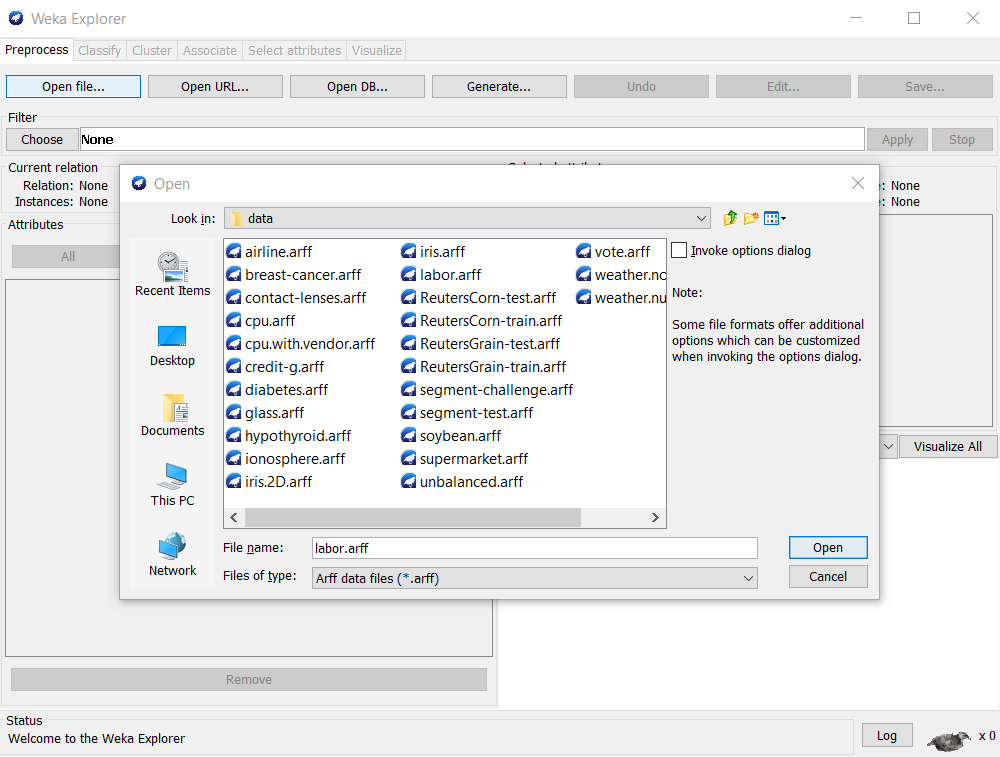 Weka Explorer
Preprocess Classify Cluster Associate Select attributes Visualize
Open file... Open URL... Open DB... Generate... Undo Edit... Save...
Filter
Choose None Apply Stop
Current relation
Relation: None None
Instances: None None
Attributes
All
Open
Look in: data
Recent Items
Desktop
Documents
This PC
Network
airline.arff
breast-cancer.arff
contact-lenses.arff
cpu.arff
cpu.with.vendor.arff
credit-g.arff
diabetes.arff
glass.arff
hypothyroid.arff
ionosphere.arff
iris.2D.arff
iris.arff
labor.arff
ReutersCorn-test.arff
ReutersCorn-train.arff
ReutersGrain-test.arff
ReutersGrain-train.arff
segment-challenge.arff
segment-test.arff
soybean.arff
supermarket.arff
unbalanced.arff
vote.arff
weather.no
weather.nu
Invoke options dialog
Note:
Some file formats offer additional
options which can be customized
when invoking the options dialog.
File name: labor.arff Open
Files of type: Arff data files (*.arff) Cancel
Visualize All
Remove
Status
Welcome to the Weka Explorer
Log x 0